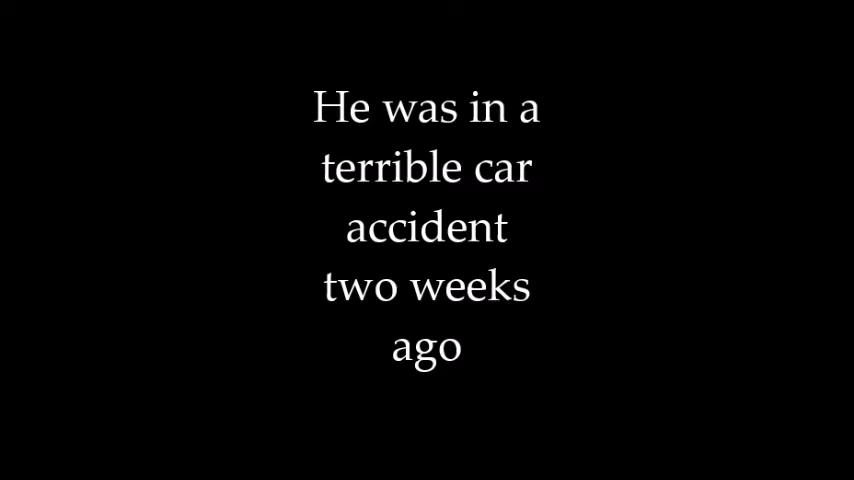 He was in a
terrible car
accident
two weeks
ago